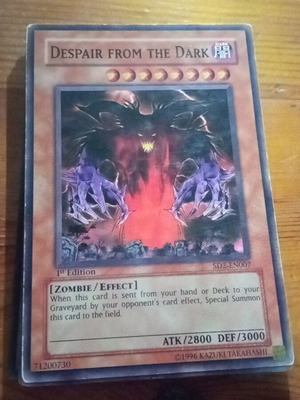 DESPAIR FROM THE DARK
1st Edition
SD2-EN007
[ZOMBIE/EFFECT]
When this card is sent from your hand or Deck to your
Graveyard by your opponent's card effect, Special Summon
this card to the field.
ATK/2800 DEF/3000
71200730
©1996 KAZUKI TAKAHASHI